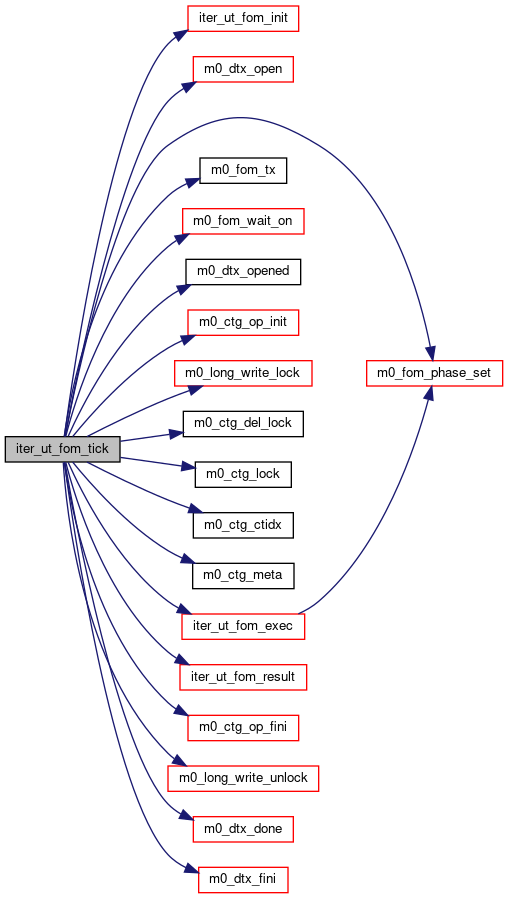 iter_ut_fom_init
m0_dtx_open
m0_fom_tx
m0_fom_wait_on
m0_dtx_opened
m0_ctg_op_init
m0_long_write_lock
m0_fom_phase_set
m0_ctg_del_lock
iter_ut_fom_tick
m0_ctg_lock
m0_ctg_ctidx
m0_ctg_meta
iter_ut_fom_exec
iter_ut_fom_result
m0_ctg_op_fini
m0_long_write_unlock
m0_dtx_done
m0_dtx_fini